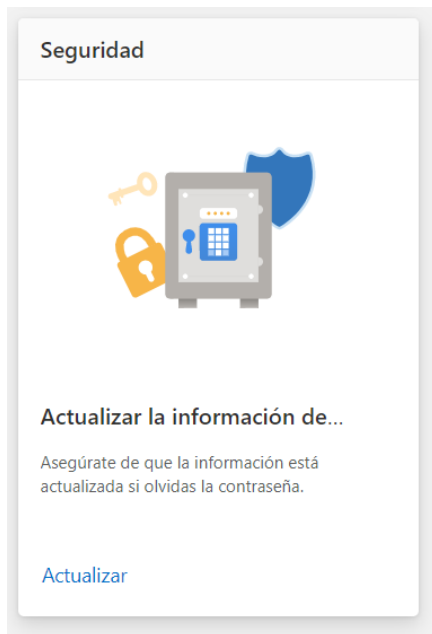 Seguridad
Actualizar la información de...
Asegúrate de que la información está
actualizada si olvidas la contraseña.
Actualizar